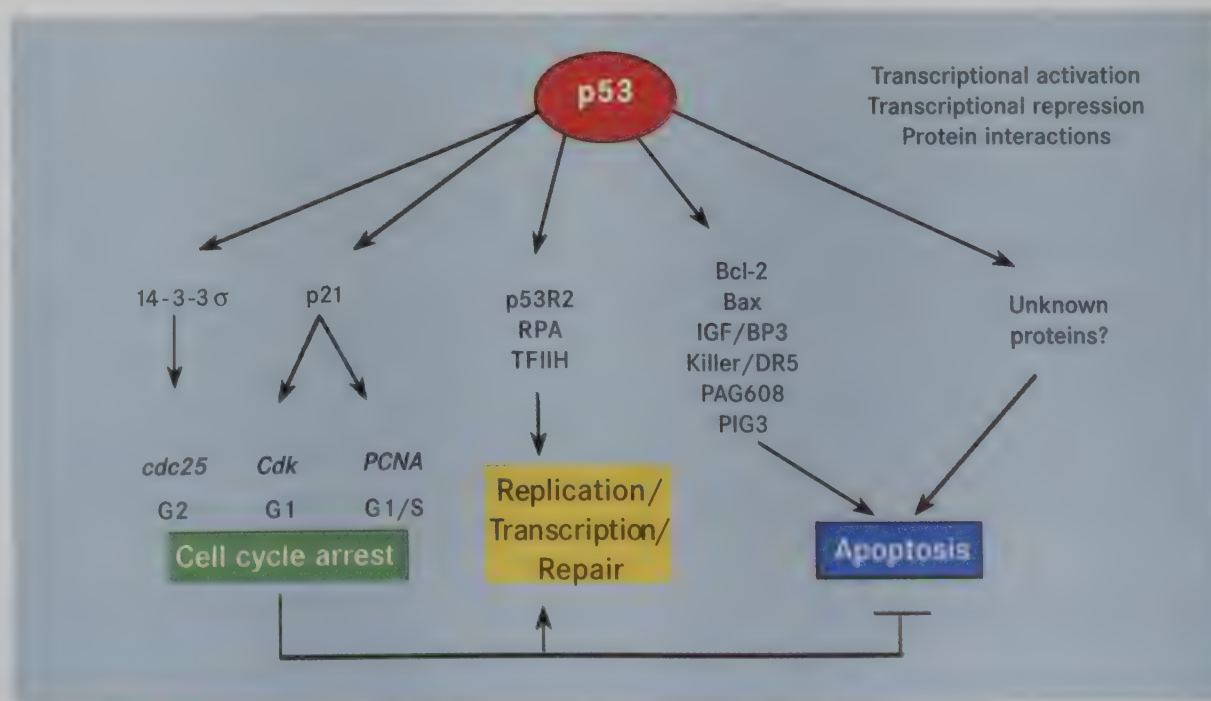 p53
Transcriptional activation
Transcriptional repression
Protein interactions
14-3-3 σ
p21
p53R2
RPA
TFIIH
Bcl-2
Bax
IGF/BP3
Killer/DR5
PAG608
PIG3
Unknown
proteins?
cdc25
Cdk
PCNA
G2
G1
G1/S
Cell cycle arrest
Replication/
Transcription/
Repair
Apoptosis